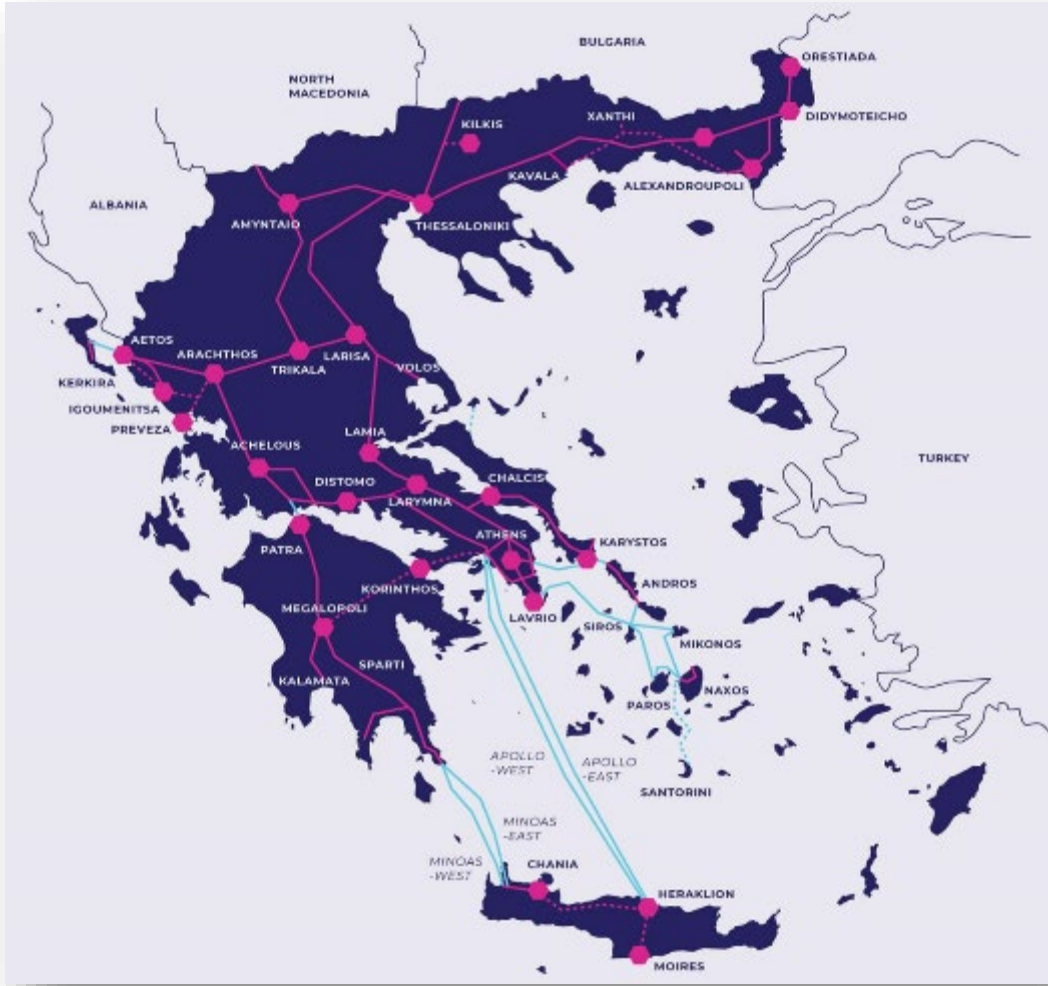 BULGARIA
ORESTIADA
NORTH
MACEDONIA
XANTHI
DIDYMOTEICHO
KILKIS
KAVALA
ALEXANDROUPOLI
ALBANIA
AMYNTAIO
THESSALONIKI
AETOS
ARACHTHOS
TRIKALA
LARISA
VOLOS
KERKIRA
IGOUMENITSA
PREVEZA
LAMIA
ACHELOUS
TURKEY
DISTOMO
LARYMNA
CHALCIS
ATHENS
KARYSTOS
PATRA
ANDROS
KORINTHOS
MEGALOPOLI
LAVRIO
SIROS
MIKONOS
SPARTI
KALAMATA
PAROS
NAXOS
APOLLO
-WEST
APOLLO
-EAST
SANTORINI
MINOAS
-EAST
MINOAS
-WEST
CHANIA
HERAKLION
MOIRES